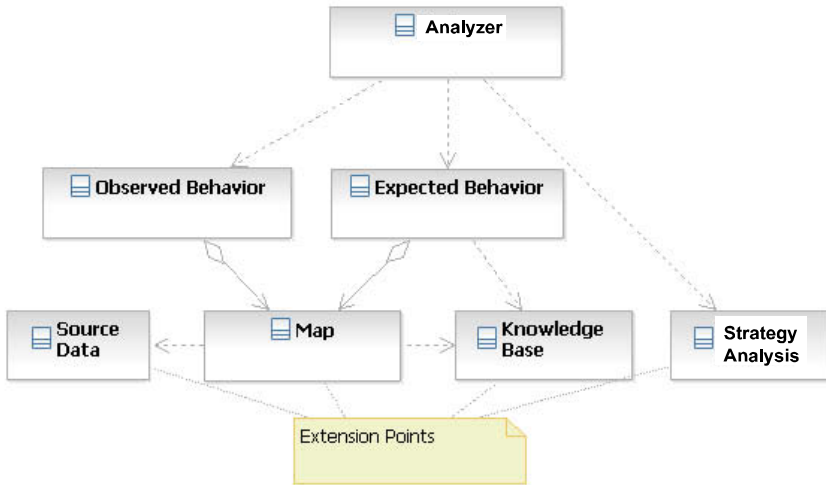 Analyzer
Observed Behavior
Expected Behavior
Source
Data
Map
Knowledge
Base
Strategy
Analysis
Extension Points